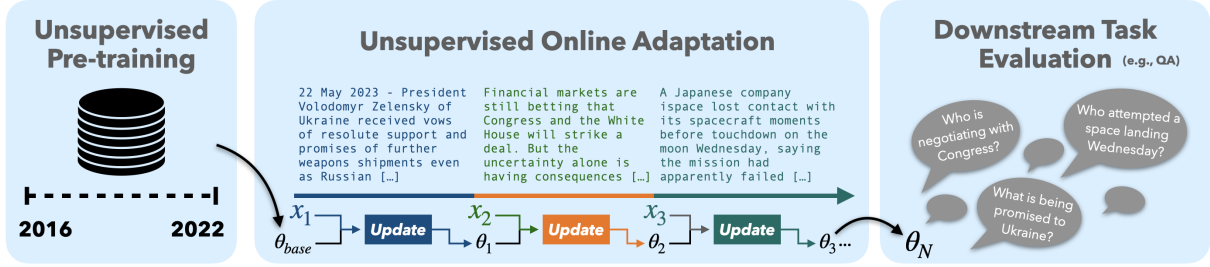 Unsupervised
Pre-training
2016
2022
Unsupervised Online Adaptation
22 May 2023 - President
Volodomyr Zelensky of
Ukraine received vows
of resolute support and
promises of further
weapons shipments even
as Russian […]
Financial markets are
still betting that
Congress and the White
House will strike a
deal. But the
uncertainty alone is
having consequences […]
A Japanese company
ispace lost contact with
its spacecraft moments
before touchdown on the
moon Wednesday, saying
the mission had
apparently failed […]
x1
θbase
Update
x2
θ1
Update
x3
θ2
Update
θ3...
Downstream Task
Evaluation (e.g., QA)
Who is
negotiating with
Congress?
Who attempted a
space landing
Wednesday?
What is being
promised to
Ukraine?
θN